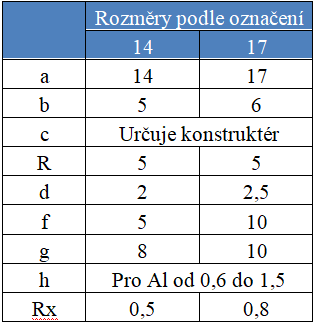 Rozměry podle označení
14 17
a 14 17
b 5 6
c Určuje konstruktér
R 5 5
d 2 2,5
f 5 10
g 8 10
h Pro Al od 0,6 do 1,5
Rx 0,5 0,8